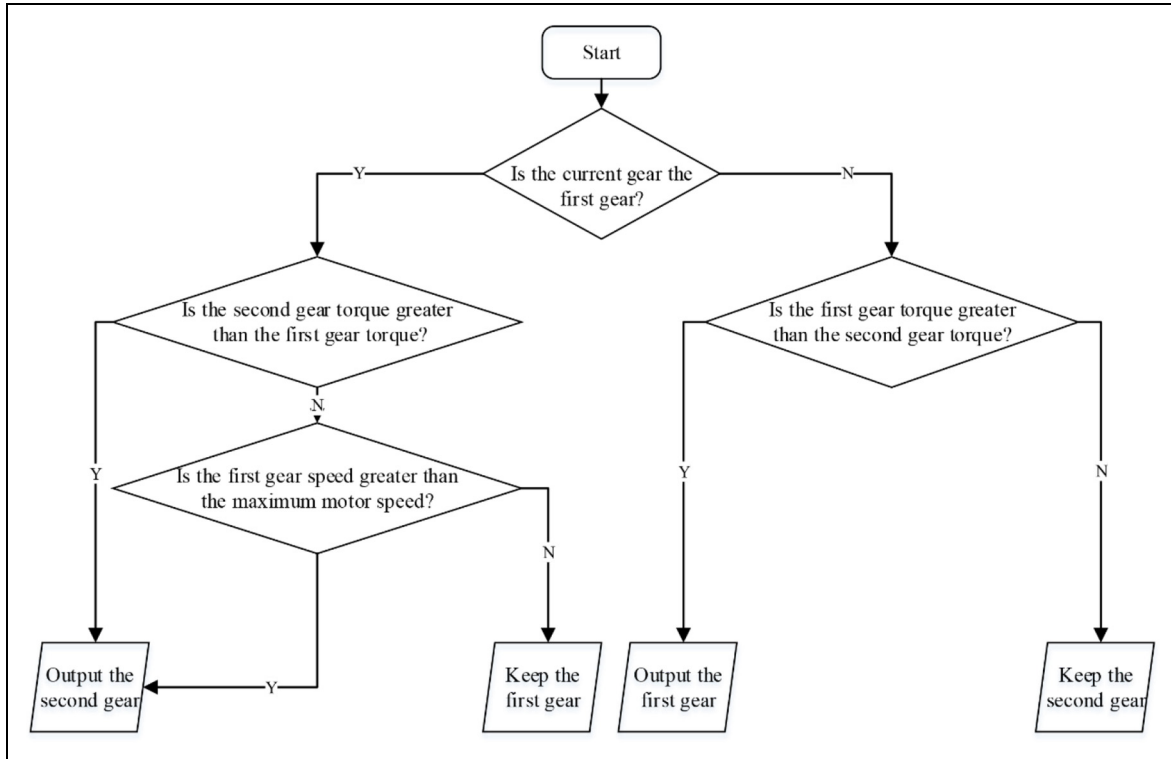 Start
Is the current gear the
first gear?
Y
N
Is the second gear torque greater
than the first gear torque?
Is the first gear torque greater
than the second gear torque?
N
Y
Is the first gear speed greater than
the maximum motor speed?
Y
N
N
Y
Output the
second gear
Keep the
first gear
Output the
first gear
Keep the
second gear
Y